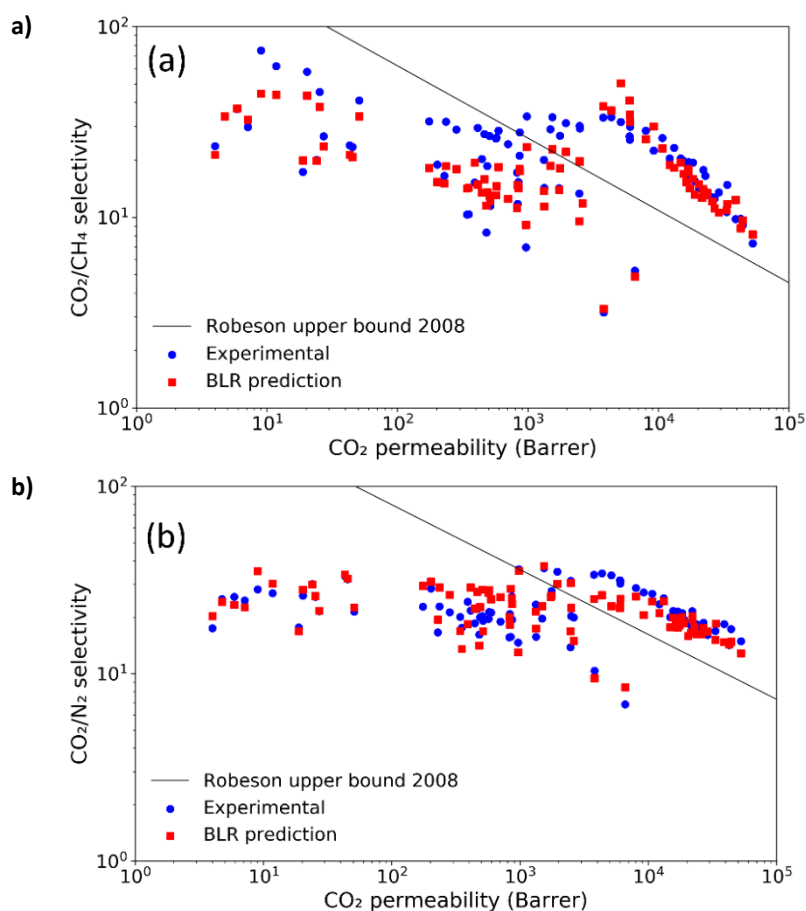 a)
(a)
CO₂/CH₄ selectivity
10²
10¹
10⁰
Robeson upper bound 2008
Experimental
BLR prediction
10⁰ 10¹ 10² 10³ 10⁴ 10⁵
CO₂ permeability (Barrer)
b)
(b)
CO₂/N₂ selectivity
10²
10¹
10⁰
Robeson upper bound 2008
Experimental
BLR prediction
10⁰ 10¹ 10² 10³ 10⁴ 10⁵
CO₂ permeability (Barrer)